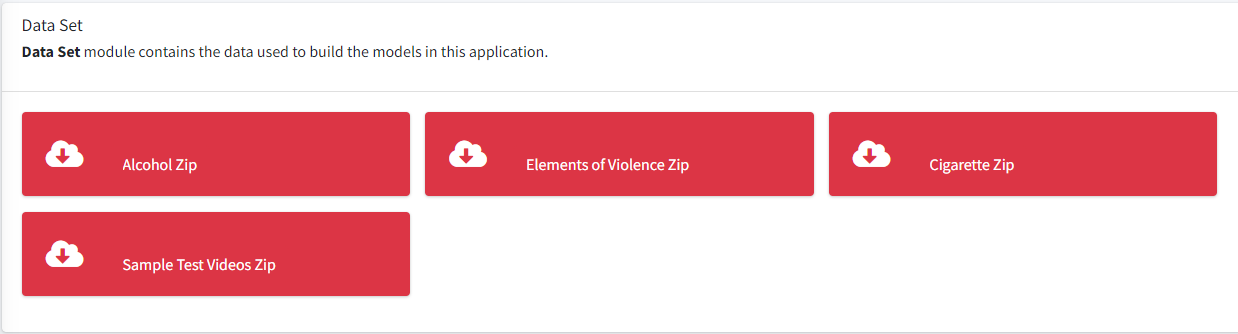 Data Set
Data Set module contains the data used to build the models in this application.
Alcohol Zip
Elements of Violence Zip
Cigarette Zip
Sample Test Videos Zip